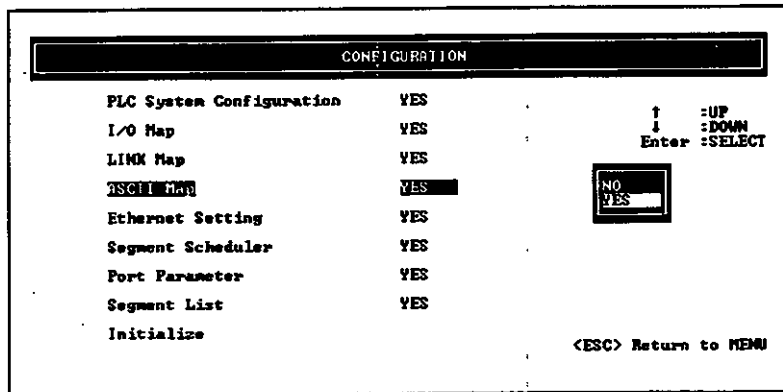 CONFIGURATION
PLC System Configuration YES
I/O Map YES
LINK Map YES
ASCII Map YES
Ethernet Setting YES
Segment Scheduler YES
Port Parameter YES
Segment List YES
Initialize
↑ :UP
↓ :DOWN
Enter :SELECT
NO
YES
<ESC> Return to MENU